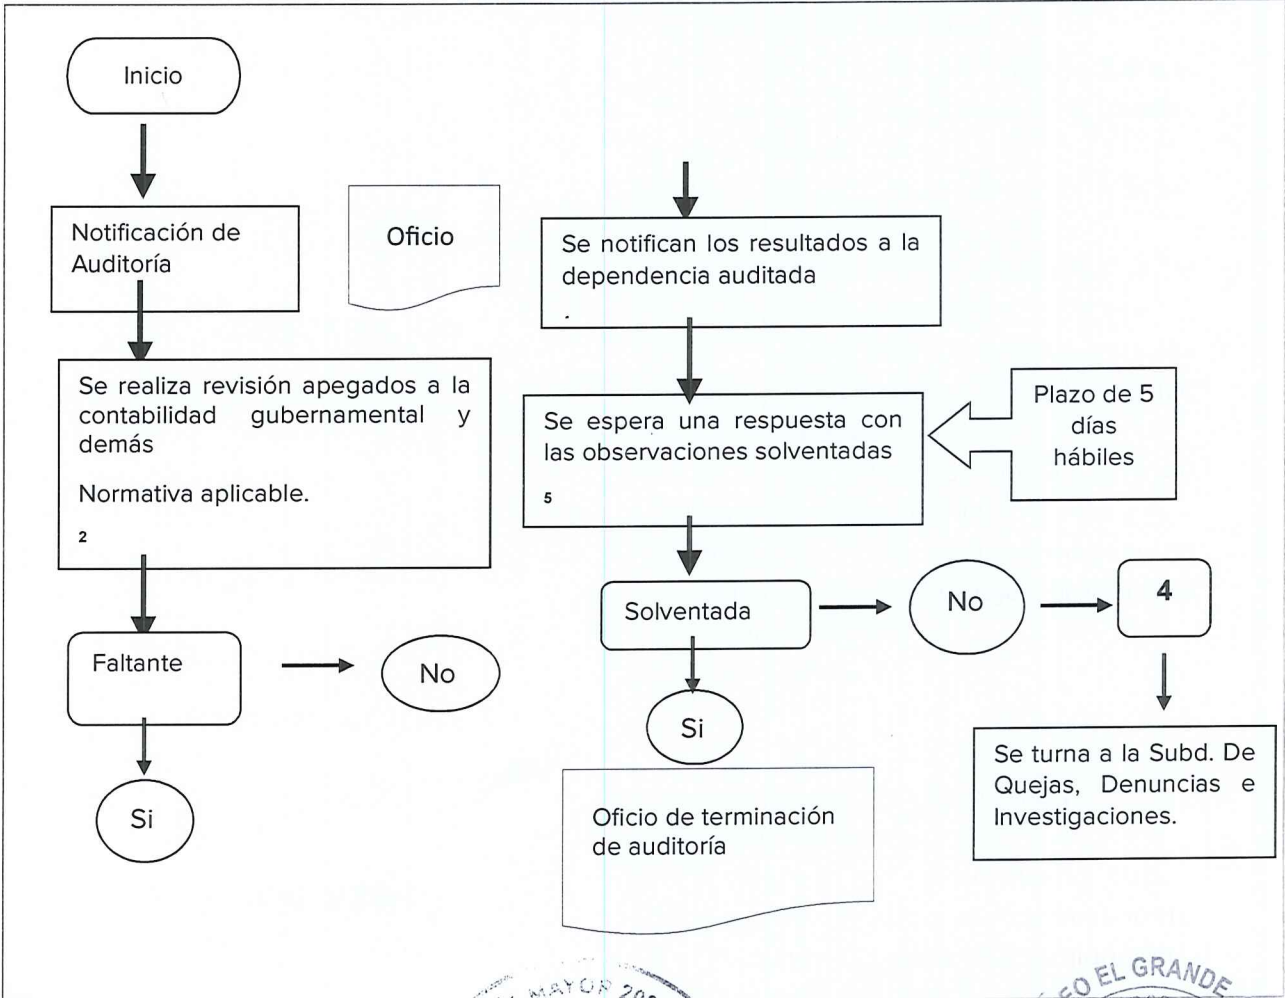 Inicio
Notificación de
Auditoría
Oficio
Se realiza revisión apegados a la
contabilidad gubernamental y
demás
Normativa aplicable.
2
Faltante
No
Si
Se notifican los resultados a la
dependencia auditada
Se espera una respuesta con
las observaciones solventadas
5
Plazo de 5
días
hábiles
Solventada
No
4
Si
Se turna a la Subd. De
Quejas, Denuncias e
Investigaciones.
Oficio de terminación
de auditoría
MAYOR
EL GRANDE